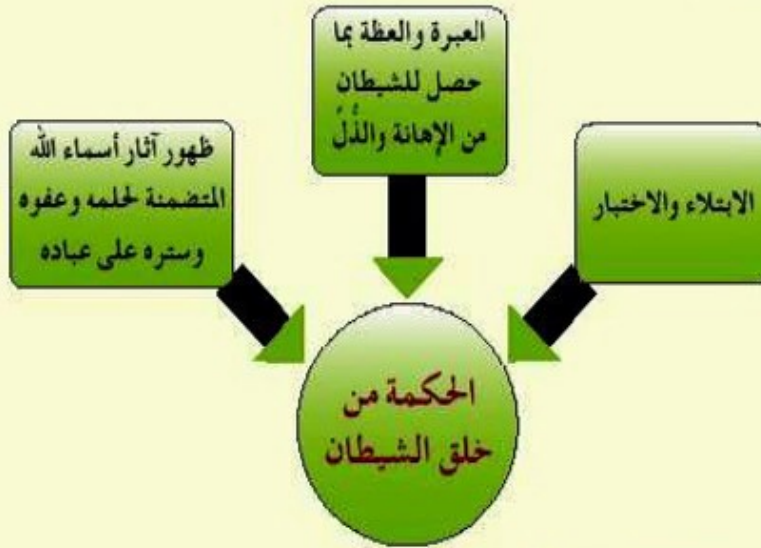 العبرة والعظة بما
حصل للشيطان
من الإهانة والذُّلّ
الابتلاء والاختبار
ظهور آثار أسماء الله
المتضمنة لحلمه وعفوه
وستره على عباده
الحكمة من
خلق الشيطان